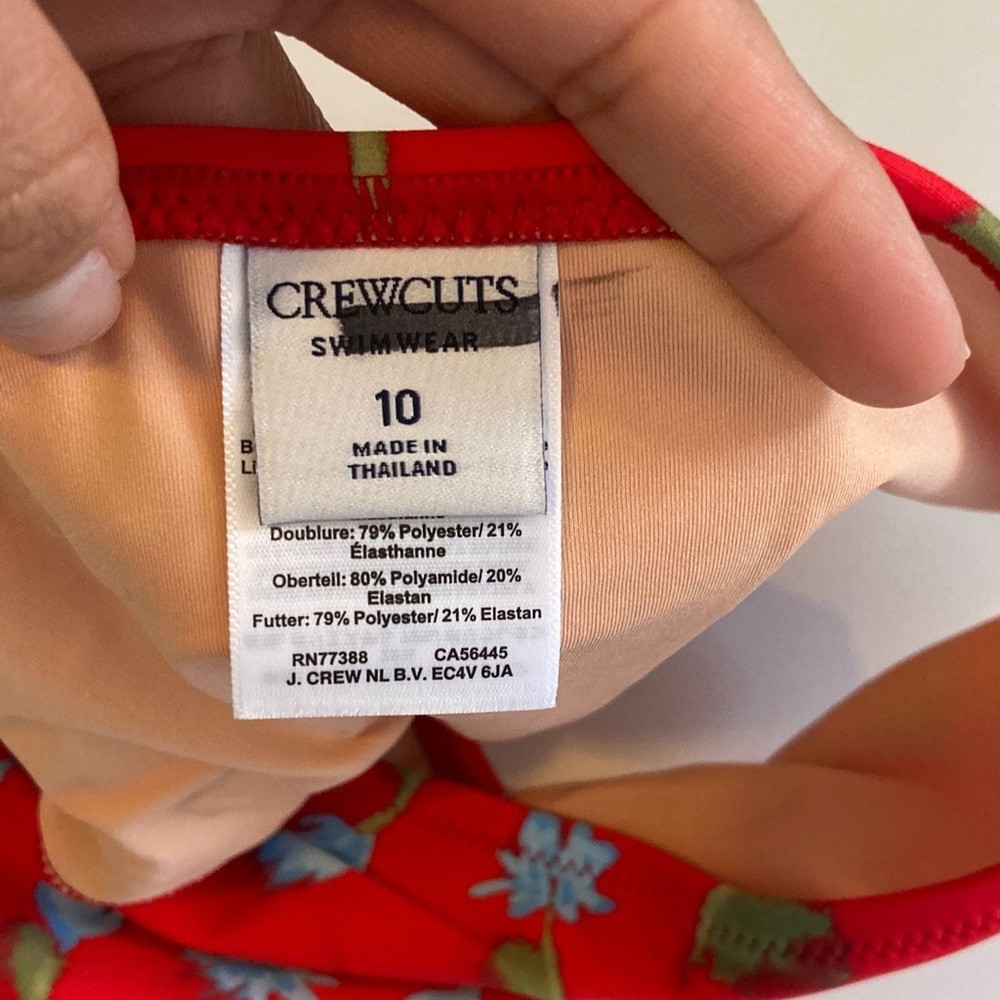 CREWCUTS
SWIMWEAR
10
MADE IN
THAILAND
B
Li
Doublure: 79% Polyester/ 21%
Élasthanne
Oberteil: 80% Polyamide/ 20%
Elastan
Futter: 79% Polyester/ 21% Elastan
RN77388 CA56445
J. CREW NL B.V. EC4V 6JA